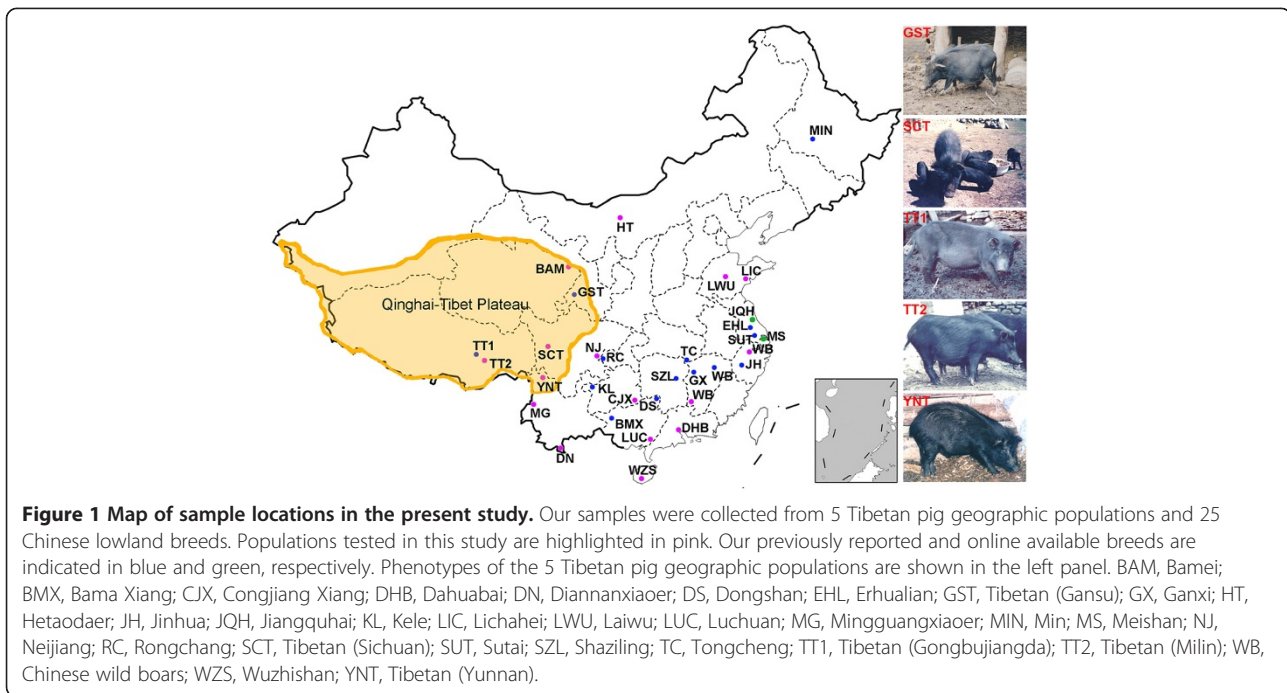 MIN
HT
BAM
GST
Qinghai-Tibet Plateau
LIC
LWU
JQH
EHL
SUT
MS
WB
TT1
TT2
SCT
YNT
NJ
RC
TC
JH
SZL
GX
WB
KL
CJX
DS
WB
MG
BMX
LUC
DHB
DN
WZS
GST
SUT
TT1
TT2
YNT
Figure 1 Map of sample locations in the present study. Our samples were collected from 5 Tibetan pig geographic populations and 25
Chinese lowland breeds. Populations tested in this study are highlighted in pink. Our previously reported and online available breeds are
indicated in blue and green, respectively. Phenotypes of the 5 Tibetan pig geographic populations are shown in the left panel. BAM, Bamei;
BMX, Bama Xiang; CJX, Congjiang Xiang; DHB, Dahuabai; DN, Diannanxiaoer; DS, Dongshan; EHL, Erhualian; GST, Tibetan (Gansu); GX, Ganxi; HT,
Hetaodaer; JH, Jinhua; JQH, Jiangquhai; KL, Kele; LIC, Lichahei; LWU, Laiwu; LUC, Luchuan; MG, Mingguangxiaoer; MIN, Min; MS, Meishan; NJ,
Neijiang; RC, Rongchang; SCT, Tibetan (Sichuan); SUT, Sutai; SZL, Shaziling; TC, Tongcheng; TT1, Tibetan (Gongbujiangda); TT2, Tibetan (Milin); WB,
Chinese wild boars; WZS, Wuzhishan; YNT, Tibetan (Yunnan).